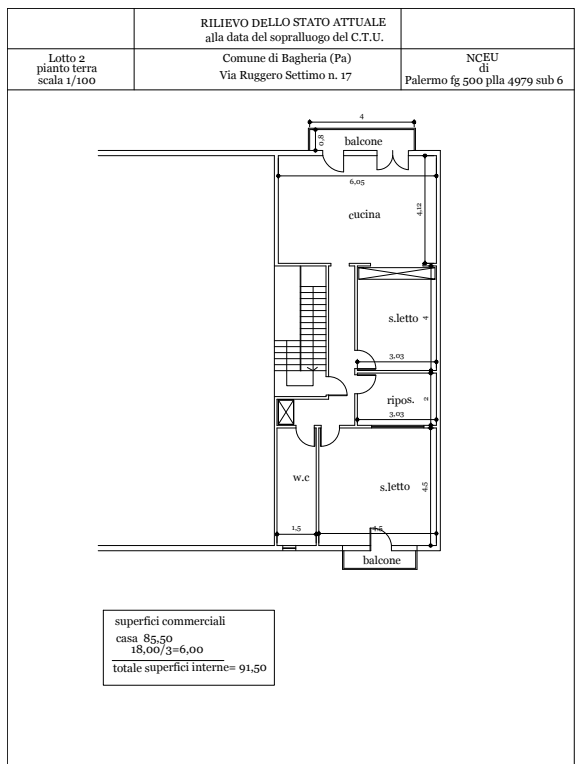 RILIEVO DELLO STATO ATTUALE
alla data del sopralluogo del C.T.U.
Lotto 2
pianto terra
scala 1/100
Comune di Bagheria (Pa)
Via Ruggero Settimo n. 17
NCEU
di
Palermo fg 500 plla 4979 sub 6
4
0,8
balcone
6,05
4,12
cucina
s.letto
4
3,03
ripos.
2
3,03
w.c
s.letto
4,5
1,5
4,5
balcone
superfici commerciali
casa 85,50
18,00/3=6,00
totale superfici interne= 91,50